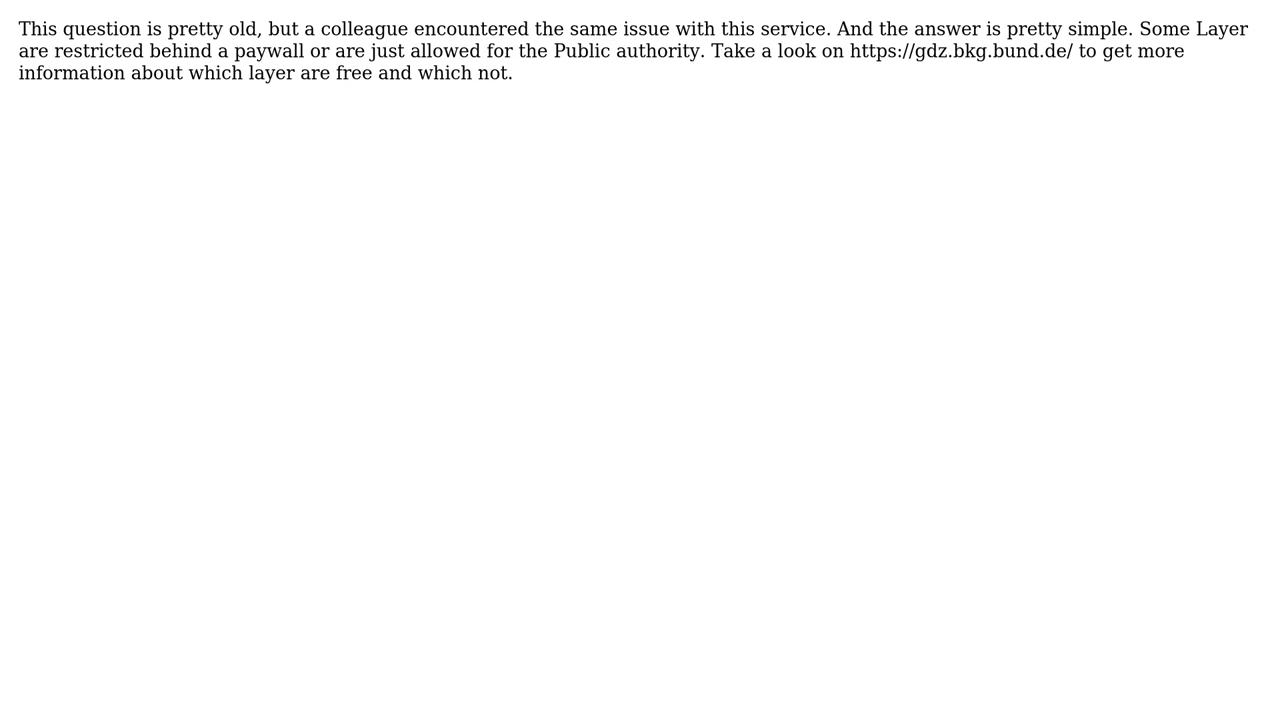 This question is pretty old, but a colleague encountered the same issue with this service. And the answer is pretty simple. Some Layer
are restricted behind a paywall or are just allowed for the Public authority. Take a look on https://gdz.bkg.bund.de/ to get more
information about which layer are free and which not.